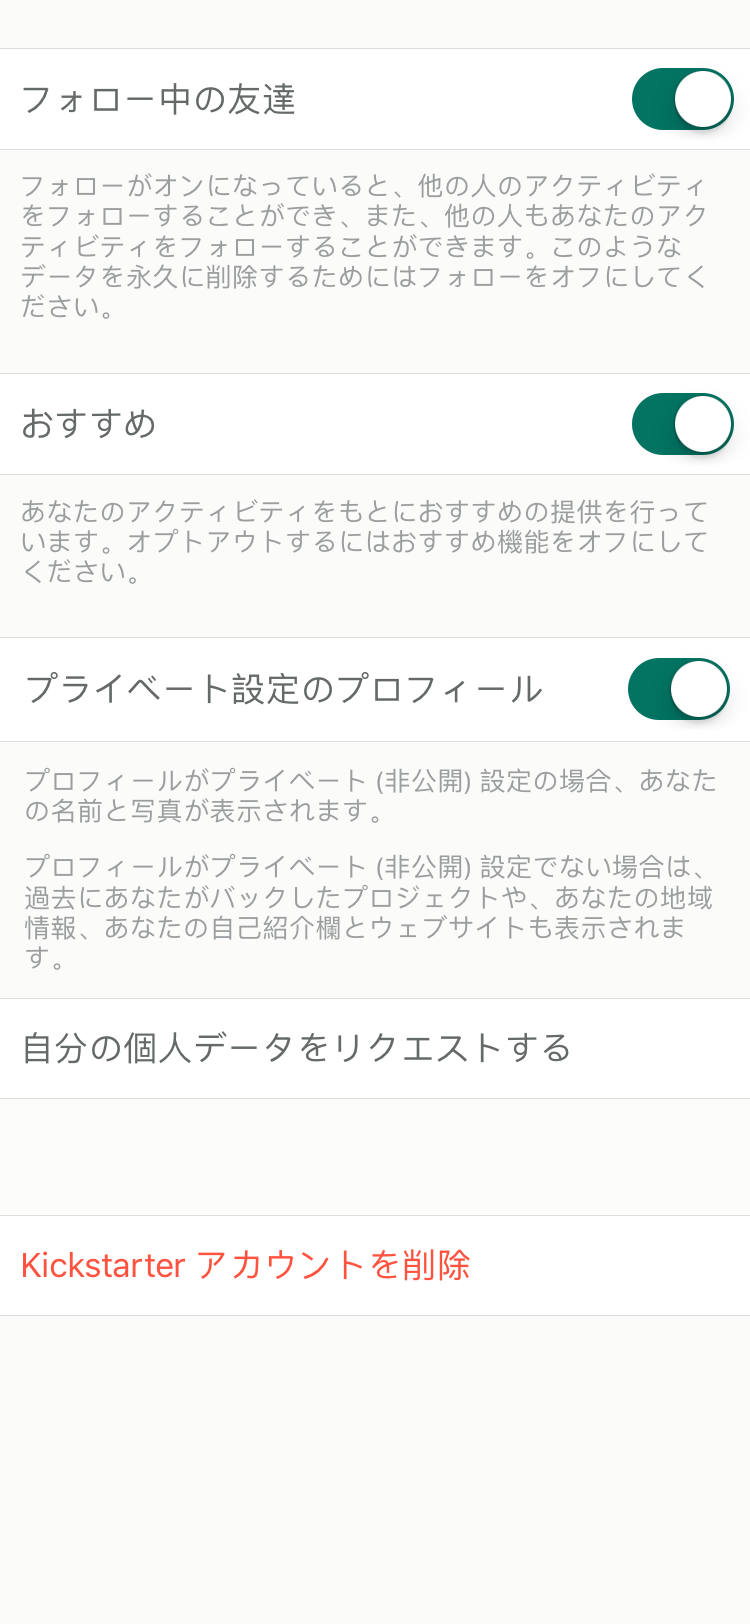 フォロー中の友達
フォローがオンになっていると、他の人のアクティビティ
をフォローすることができ、また、他の人もあなたのアク
ティビティをフォローすることができます。このような
データを永久に削除するためにはフォローをオフにしてく
ださい。
おすすめ
あなたのアクティビティをもとにおすすめの提供を行って
います。オプトアウトするにはおすすめ機能をオフにして
ください。
プライベート設定のプロフィール
プロフィールがプライベート (非公開) 設定の場合、あなた
の名前と写真が表示されます。
プロフィールがプライベート (非公開) 設定でない場合は、
過去にあなたがバックしたプロジェクトや、あなたの地域
情報、あなたの自己紹介欄とウェブサイトも表示されま
す。
自分の個人データをリクエストする
Kickstarter アカウントを削除